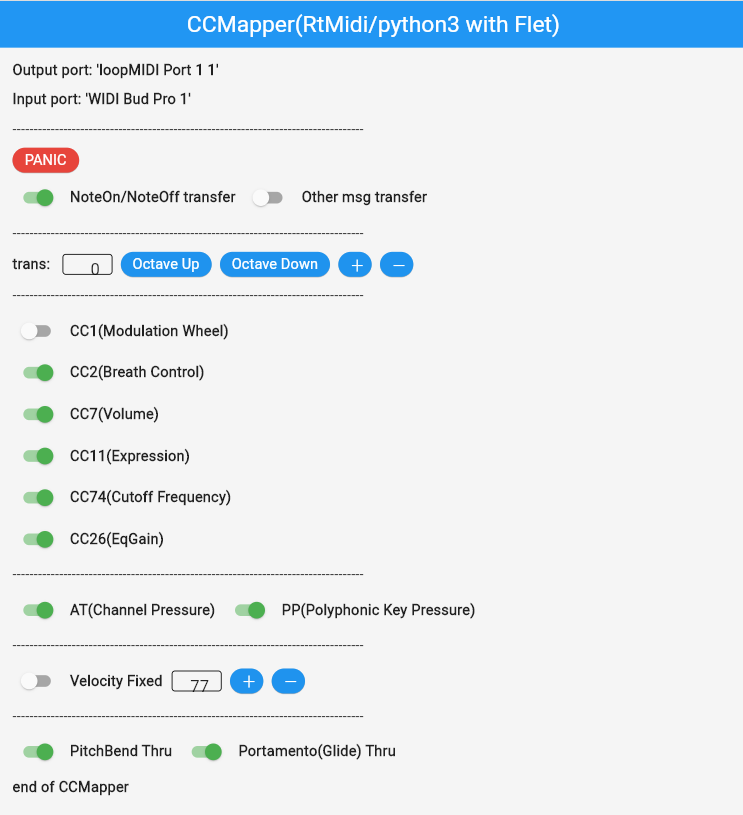 CCMapper(RtMidi/python3 with Flet)
Output port: 'loopMIDI Port 1 1'
Input port: 'WIDI Bud Pro 1'
--------------------------------------------------------------------------------
PANIC
NoteOn/NoteOff transfer Other msg transfer
--------------------------------------------------------------------------------
trans: 0 Octave Up Octave Down + −
--------------------------------------------------------------------------------
CC1(Modulation Wheel)
CC2(Breath Control)
CC7(Volume)
CC11(Expression)
CC74(Cutoff Frequency)
CC26(EqGain)
--------------------------------------------------------------------------------
AT(Channel Pressure) PP(Polyphonic Key Pressure)
--------------------------------------------------------------------------------
Velocity Fixed 77 + −
--------------------------------------------------------------------------------
PitchBend Thru Portamento(Glide) Thru
end of CCMapper